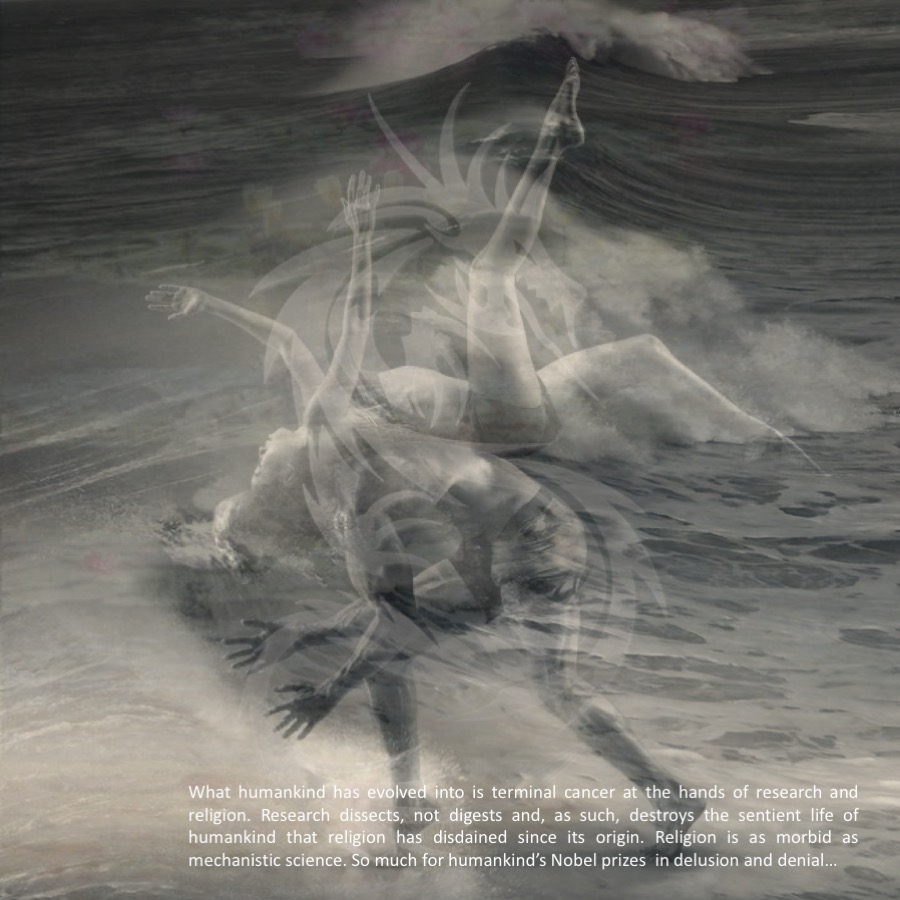 What humankind has evolved into is terminal cancer at the hands of research and
religion. Research dissects, not digests and, as such, destroys the sentient life of
humankind that religion has disdained since its origin. Religion is as morbid as
mechanistic science. So much for humankind’s Nobel prizes  in delusion and denial...